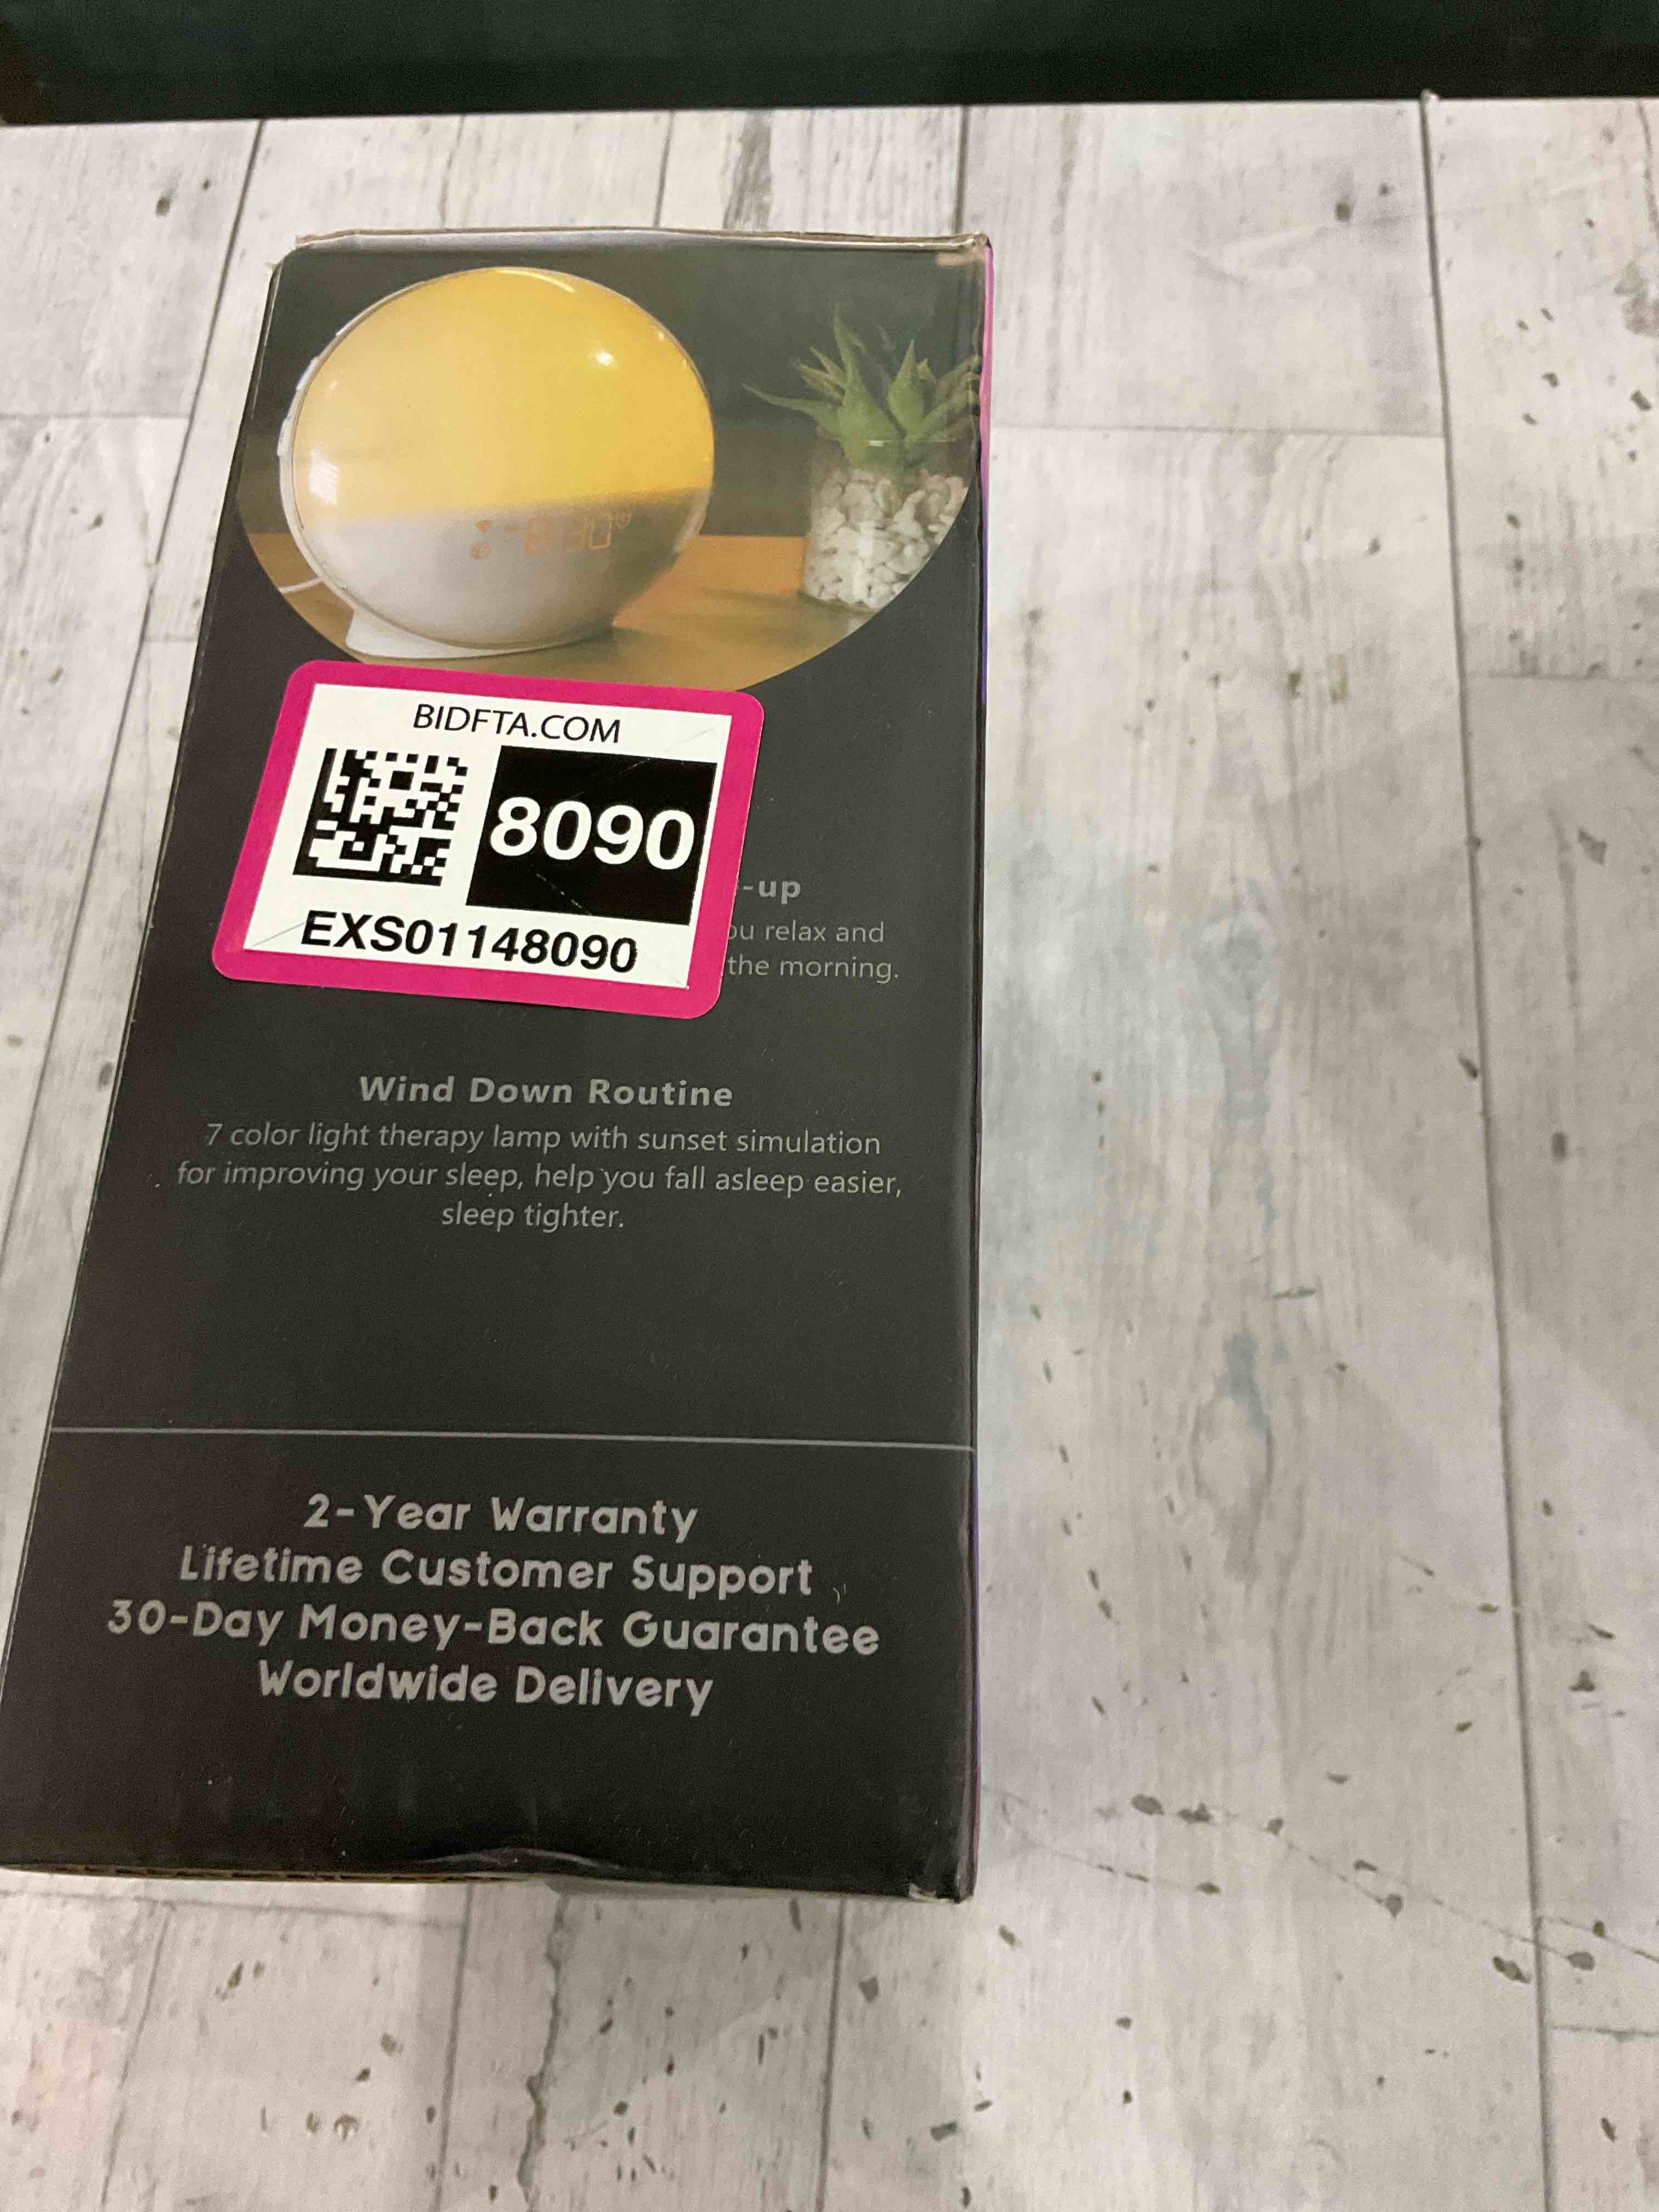 BIDFTA.COM
8090
EXS01148090
-up
ou relax and
the morning.
Wind Down Routine
7 color light therapy lamp with sunset simulation
for improving your sleep, help you fall asleep easier,
sleep tighter.
2-Year Warranty
Lifetime Customer Support
30-Day Money-Back Guarantee
Worldwide Delivery